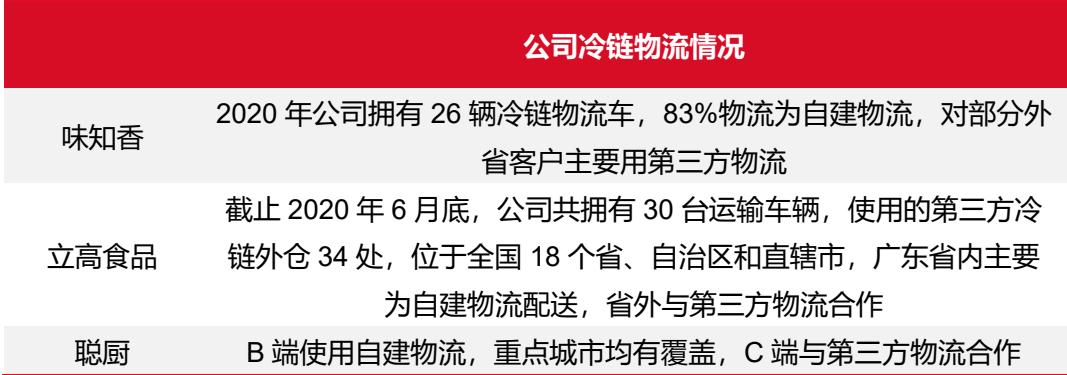 公司冷链物流情况
味知香
2020 年公司拥有 26 辆冷链物流车，83%物流为自建物流，对部分外
省客户主要用第三方物流
立高食品
截止 2020 年 6 月底，公司共拥有 30 台运输车辆，使用的第三方冷
链外仓 34 处，位于全国 18 个省、自治区和直辖市，广东省内主要
为自建物流配送，省外与第三方物流合作
聪厨
B 端使用自建物流，重点城市均有覆盖，C 端与第三方物流合作